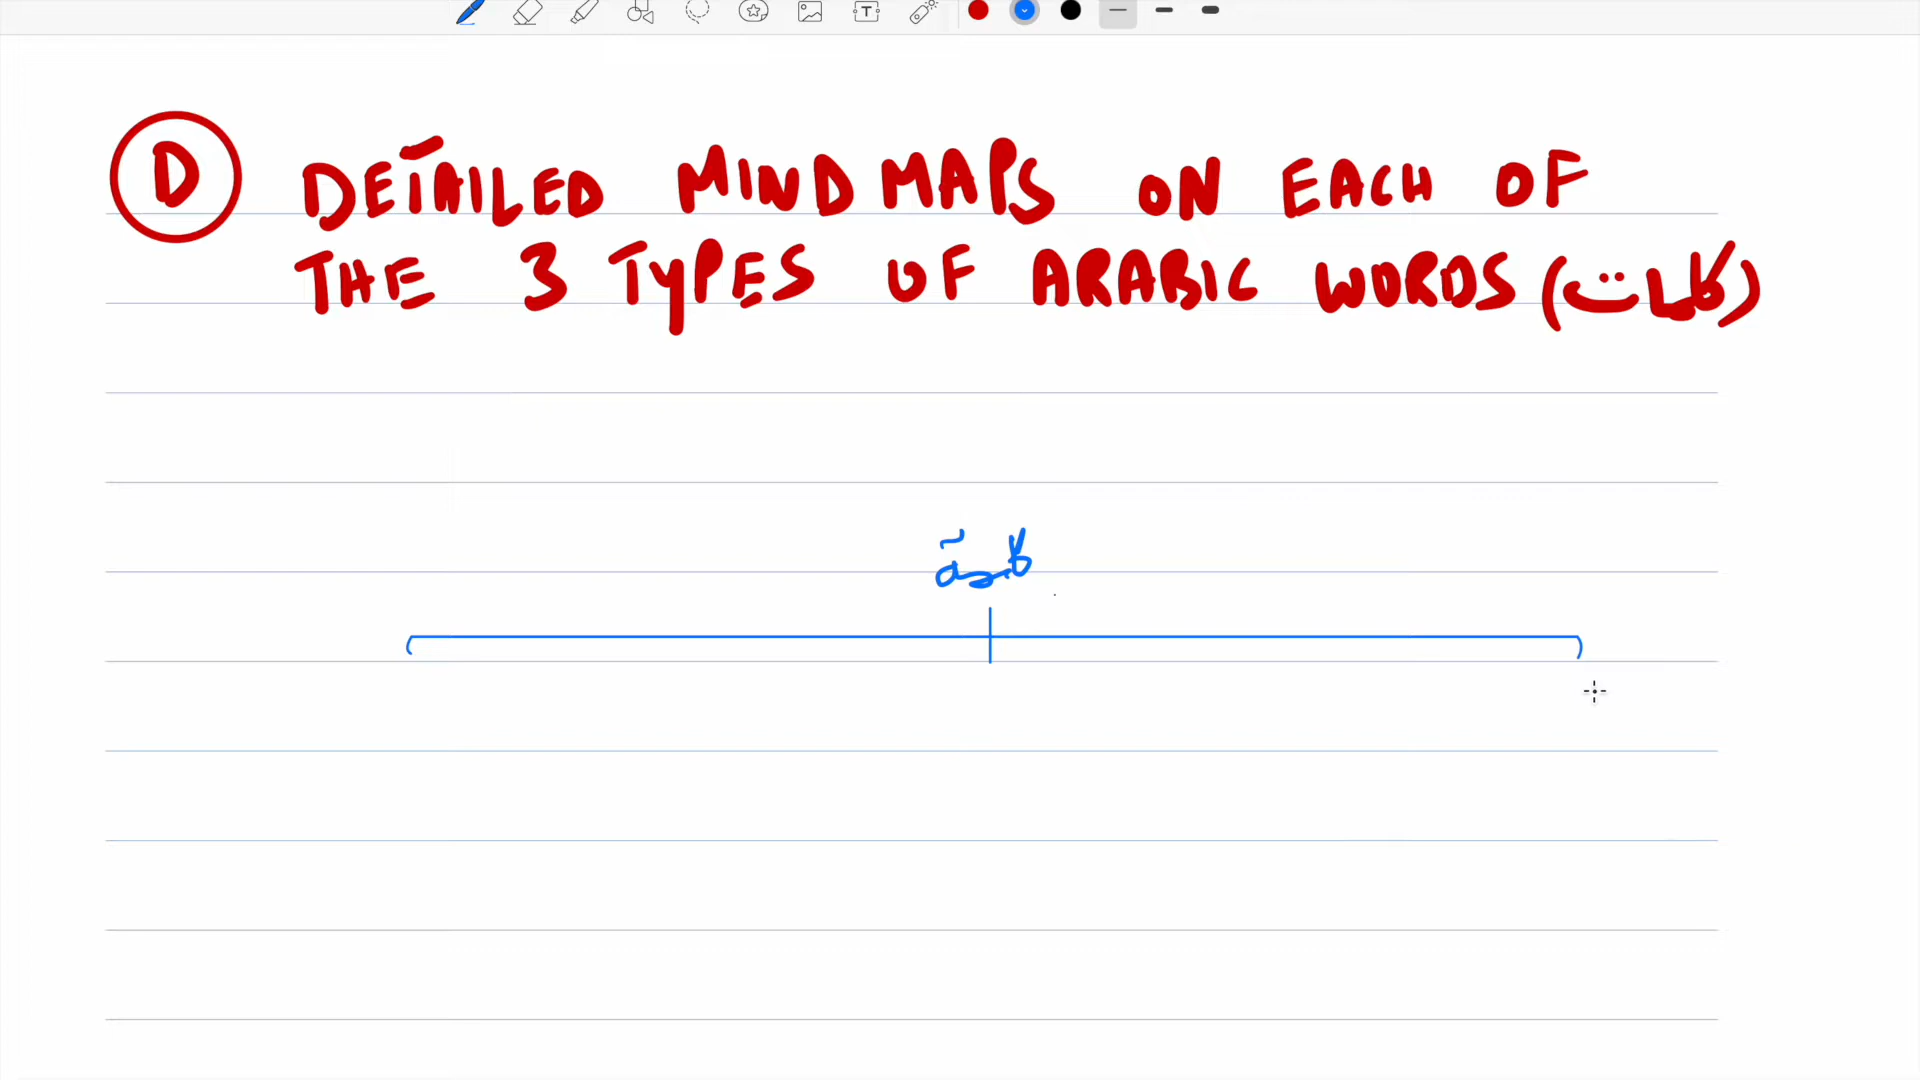 D DETAILED MIND MAPS ON EACH OF
THE 3 TYPES OF ARABIC WORDS (كلمات)
كلمة